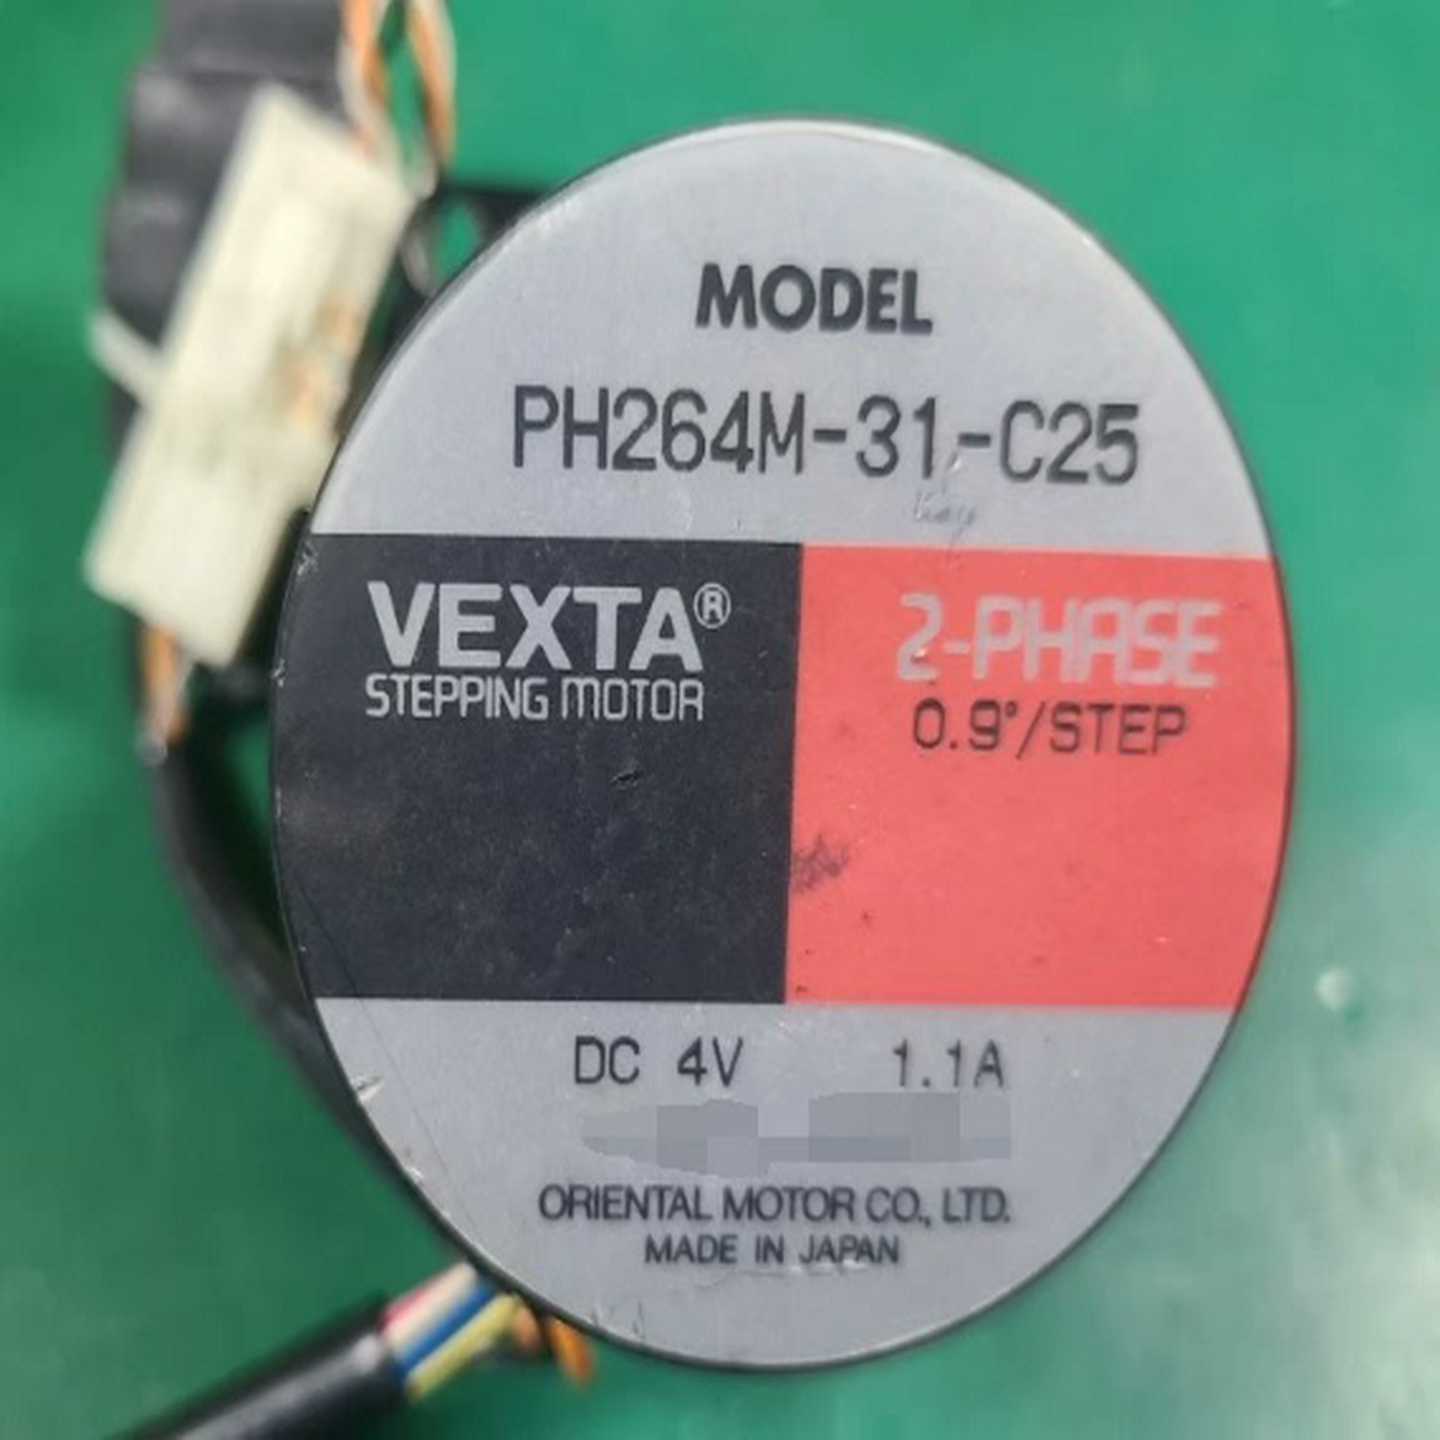 MODEL
PH264M-31-C25
VEXTA®
STEPPING MOTOR
2-PHASE
0.9°/STEP
DC 4V 1.1A
ORIENTAL MOTOR CO., LTD.
MADE IN JAPAN